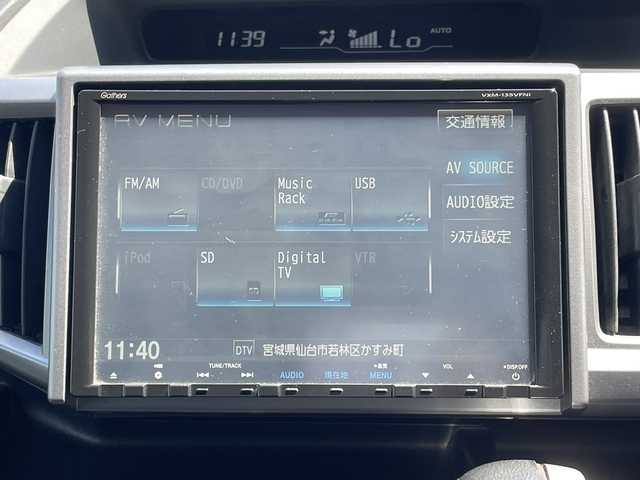 11:39 Lo AUTO
Gathers VXM-135VFNi
AV MENU 交通情報
FM/AM CD/DVD Music Rack USB AV SOURCE
AUDIO設定
システム設定
iPod SD Digital TV VTR
11:40 DTV 宮城県仙台市若林区かすみ町
TUNE/TRACK VOL DISP.OFF
AUDIO 現在地 MENU